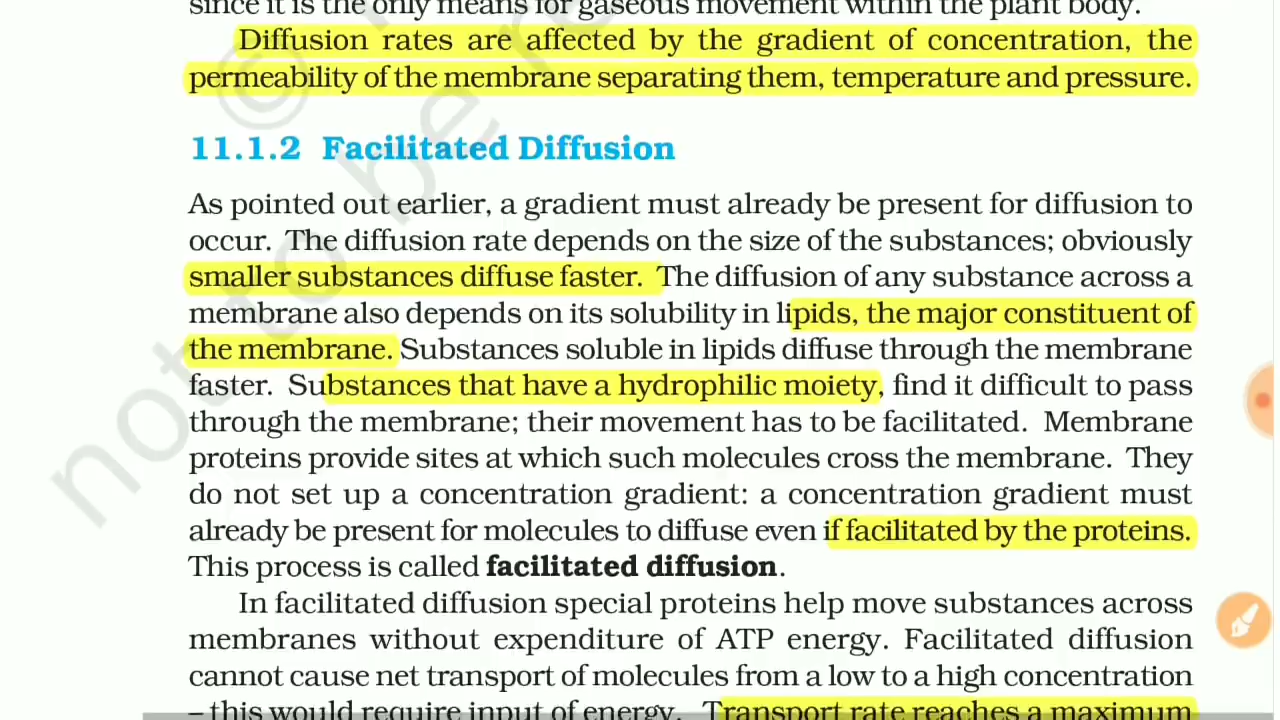 since it is the only means for gaseous movement within the plant body.
Diffusion rates are affected by the gradient of concentration, the
permeability of the membrane separating them, temperature and pressure.
11.1.2 Facilitated Diffusion
As pointed out earlier, a gradient must already be present for diffusion to
occur. The diffusion rate depends on the size of the substances; obviously
smaller substances diffuse faster. The diffusion of any substance across a
membrane also depends on its solubility in lipids, the major constituent of
the membrane. Substances soluble in lipids diffuse through the membrane
faster. Substances that have a hydrophilic moiety, find it difficult to pass
through the membrane; their movement has to be facilitated. Membrane
proteins provide sites at which such molecules cross the membrane. They
do not set up a concentration gradient: a concentration gradient must
already be present for molecules to diffuse even if facilitated by the proteins.
This process is called facilitated diffusion.
In facilitated diffusion special proteins help move substances across
membranes without expenditure of ATP energy. Facilitated diffusion
cannot cause net transport of molecules from a low to a high concentration
– this would require input of energy. Transport rate reaches a maximum
©
not to be re